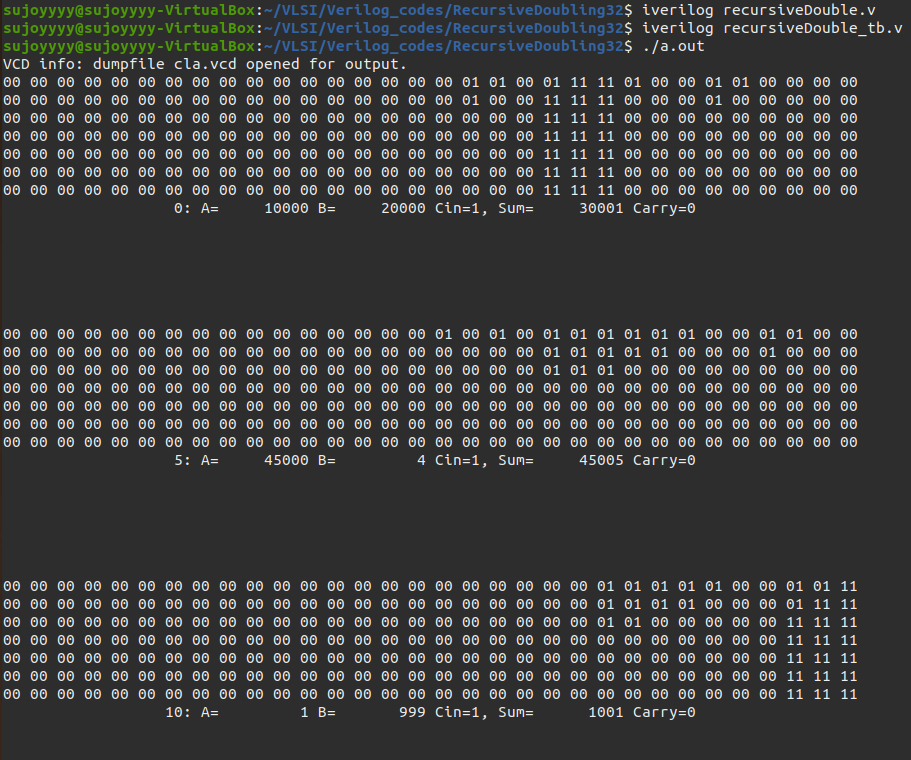 sujoyyyy@sujoyyyy-VirtualBox:~/VLSI/Verilog_codes/RecursiveDoubling32$ iverilog recursiveDouble.v
sujoyyyy@sujoyyyy-VirtualBox:~/VLSI/Verilog_codes/RecursiveDoubling32$ iverilog recursiveDouble_tb.v
sujoyyyy@sujoyyyy-VirtualBox:~/VLSI/Verilog_codes/RecursiveDoubling32$ ./a.out
VCD info: dumpfile cla.vcd opened for output.
00 00 00 00 00 00 00 00 00 00 00 00 00 00 00 00 00 01 01 00 01 11 11 01 00 00 01 01 00 00 00 00
00 00 00 00 00 00 00 00 00 00 00 00 00 00 00 00 00 01 00 00 11 11 11 00 00 00 01 00 00 00 00 00
00 00 00 00 00 00 00 00 00 00 00 00 00 00 00 00 00 00 00 00 11 11 11 00 00 00 00 00 00 00 00 00
00 00 00 00 00 00 00 00 00 00 00 00 00 00 00 00 00 00 00 00 11 11 11 00 00 00 00 00 00 00 00 00
00 00 00 00 00 00 00 00 00 00 00 00 00 00 00 00 00 00 00 00 11 11 11 00 00 00 00 00 00 00 00 00
00 00 00 00 00 00 00 00 00 00 00 00 00 00 00 00 00 00 00 00 11 11 11 00 00 00 00 00 00 00 00 00
00 00 00 00 00 00 00 00 00 00 00 00 00 00 00 00 00 00 00 00 11 11 11 00 00 00 00 00 00 00 00 00
0: A=     10000 B=     20000 Cin=1, Sum=     30001 Carry=0
00 00 00 00 00 00 00 00 00 00 00 00 00 00 00 00 01 00 01 00 01 01 01 01 01 01 00 00 01 01 00 00
00 00 00 00 00 00 00 00 00 00 00 00 00 00 00 00 00 00 00 00 01 01 01 01 01 00 00 00 01 00 00 00
00 00 00 00 00 00 00 00 00 00 00 00 00 00 00 00 00 00 00 00 01 01 01 00 00 00 00 00 00 00 00 00
00 00 00 00 00 00 00 00 00 00 00 00 00 00 00 00 00 00 00 00 00 00 00 00 00 00 00 00 00 00 00 00
00 00 00 00 00 00 00 00 00 00 00 00 00 00 00 00 00 00 00 00 00 00 00 00 00 00 00 00 00 00 00 00
00 00 00 00 00 00 00 00 00 00 00 00 00 00 00 00 00 00 00 00 00 00 00 00 00 00 00 00 00 00 00 00
00 00 00 00 00 00 00 00 00 00 00 00 00 00 00 00 00 00 00 00 00 00 00 00 00 00 00 00 00 00 00 00
5: A=     45000 B=         4 Cin=1, Sum=     45005 Carry=0
00 00 00 00 00 00 00 00 00 00 00 00 00 00 00 00 00 00 00 00 00 00 01 01 01 01 01 00 00 01 01 11
00 00 00 00 00 00 00 00 00 00 00 00 00 00 00 00 00 00 00 00 00 00 01 01 01 01 00 00 00 01 11 11
00 00 00 00 00 00 00 00 00 00 00 00 00 00 00 00 00 00 00 00 00 00 01 01 00 00 00 00 00 11 11 11
00 00 00 00 00 00 00 00 00 00 00 00 00 00 00 00 00 00 00 00 00 00 00 00 00 00 00 00 00 11 11 11
00 00 00 00 00 00 00 00 00 00 00 00 00 00 00 00 00 00 00 00 00 00 00 00 00 00 00 00 00 11 11 11
00 00 00 00 00 00 00 00 00 00 00 00 00 00 00 00 00 00 00 00 00 00 00 00 00 00 00 00 00 11 11 11
00 00 00 00 00 00 00 00 00 00 00 00 00 00 00 00 00 00 00 00 00 00 00 00 00 00 00 00 00 11 11 11
10: A=         1 B=       999 Cin=1, Sum=      1001 Carry=0